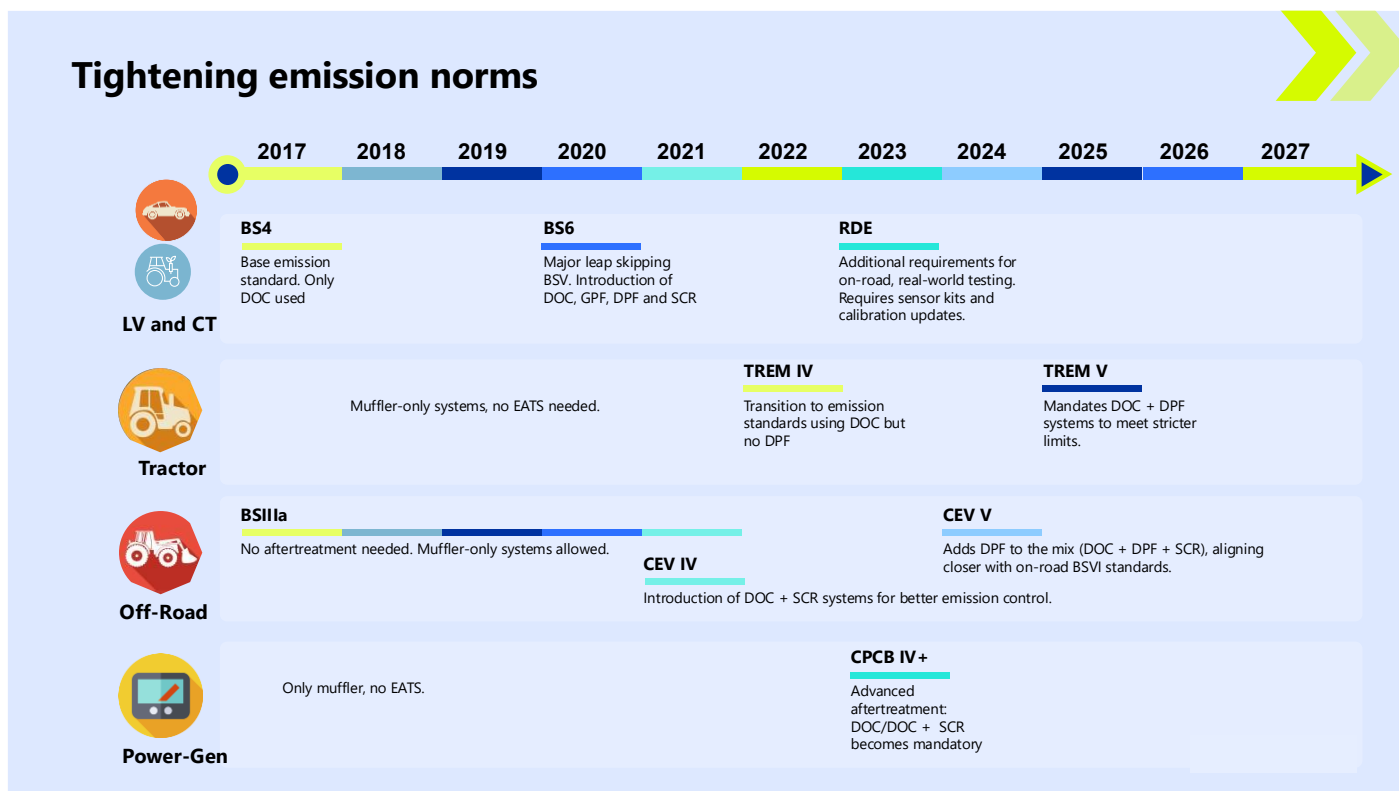 Tightening emission norms
2017 2018 2019 2020 2021 2022 2023 2024 2025 2026 2027
LV and CT
BS4
Base emission
standard. Only
DOC used
BS6
Major leap skipping
BSV. Introduction of
DOC, GPF, DPF and SCR
RDE
Additional requirements for
on-road, real-world testing.
Requires sensor kits and
calibration updates.
Tractor
Muffler-only systems, no EATS needed.
TREM IV
Transition to emission
standards using DOC but
no DPF
TREM V
Mandates DOC + DPF
systems to meet stricter
limits.
Off-Road
BSIIIa
No aftertreatment needed. Muffler-only systems allowed.
CEV IV
Introduction of DOC + SCR systems for better emission control.
CEV V
Adds DPF to the mix (DOC + DPF + SCR), aligning
closer with on-road BSVI standards.
Power-Gen
Only muffler, no EATS.
CPCB IV+
Advanced
aftertreatment:
DOC/DOC + SCR
becomes mandatory